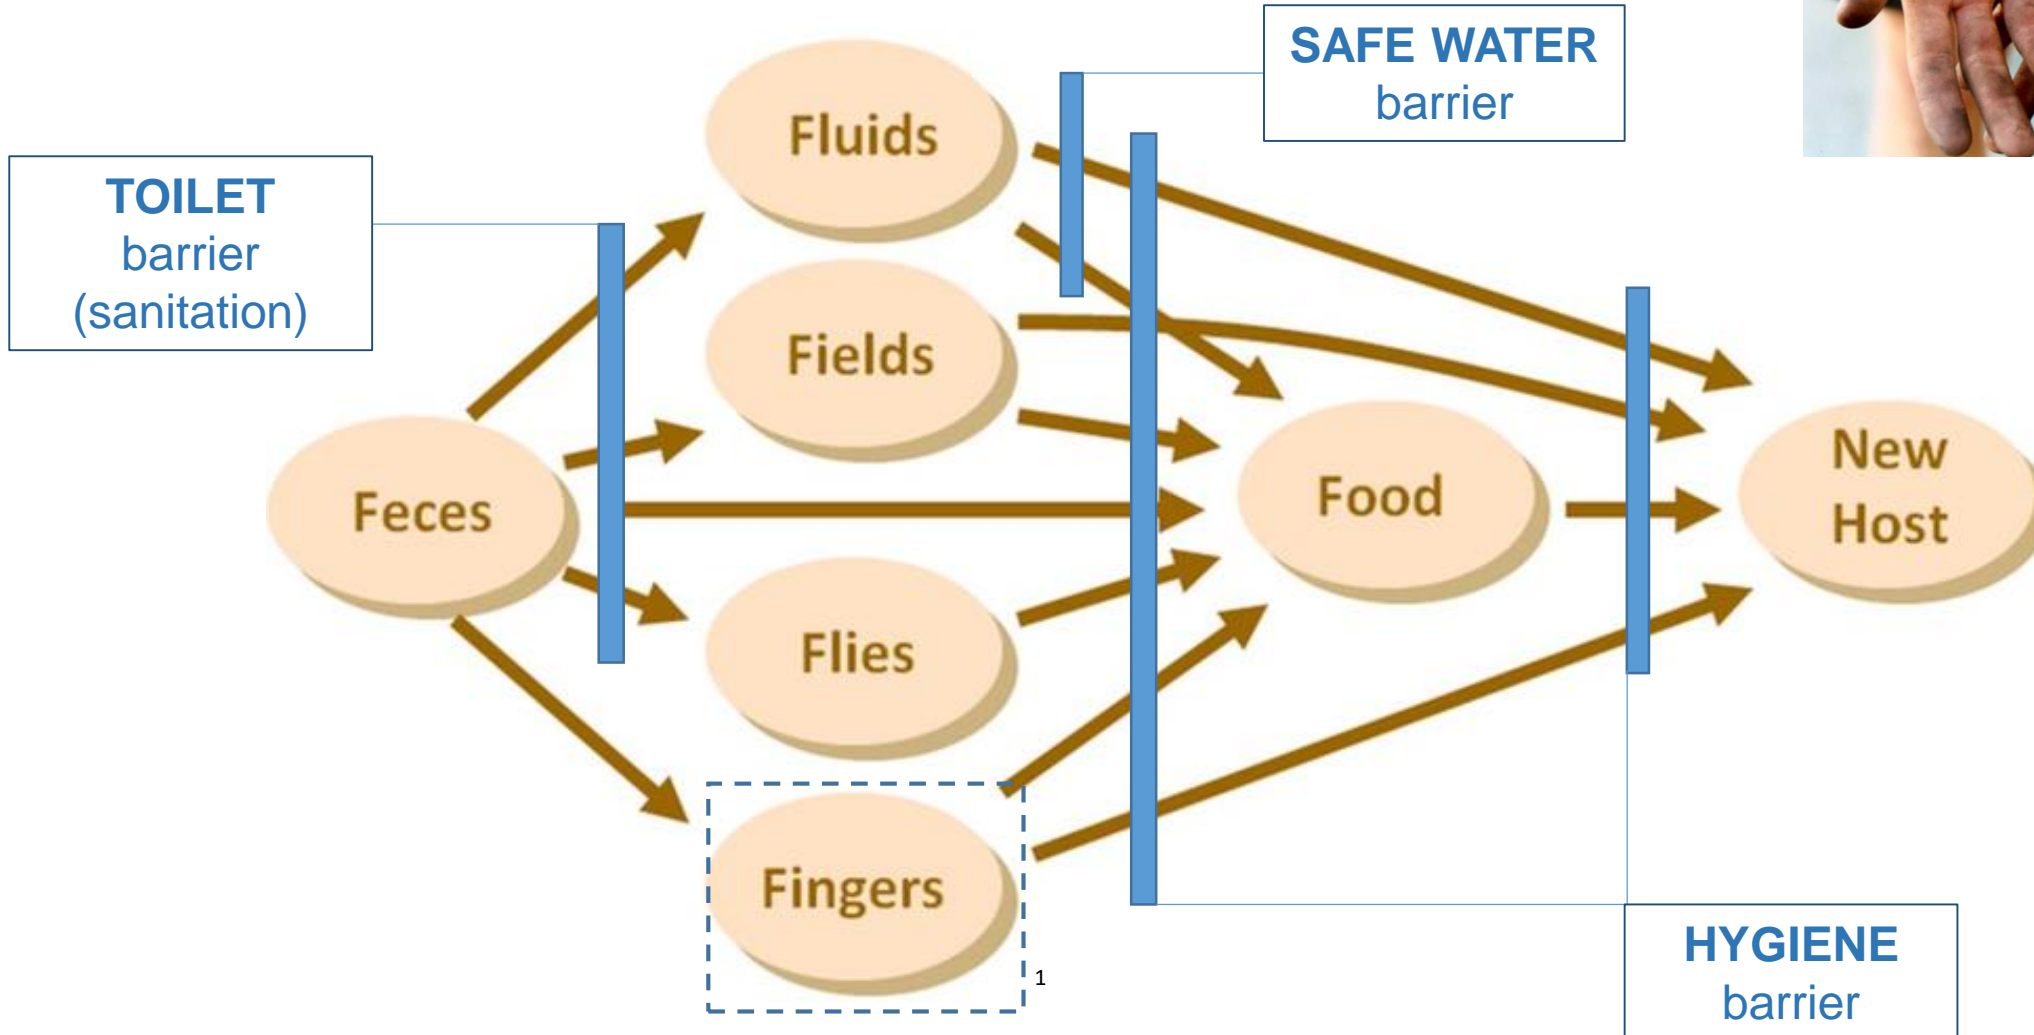 SAFE WATER
barrier
Fluids
TOILET
barrier
(sanitation)
Fields
Feces
Food
New
Host
Flies
Fingers
1
HYGIENE
barrier